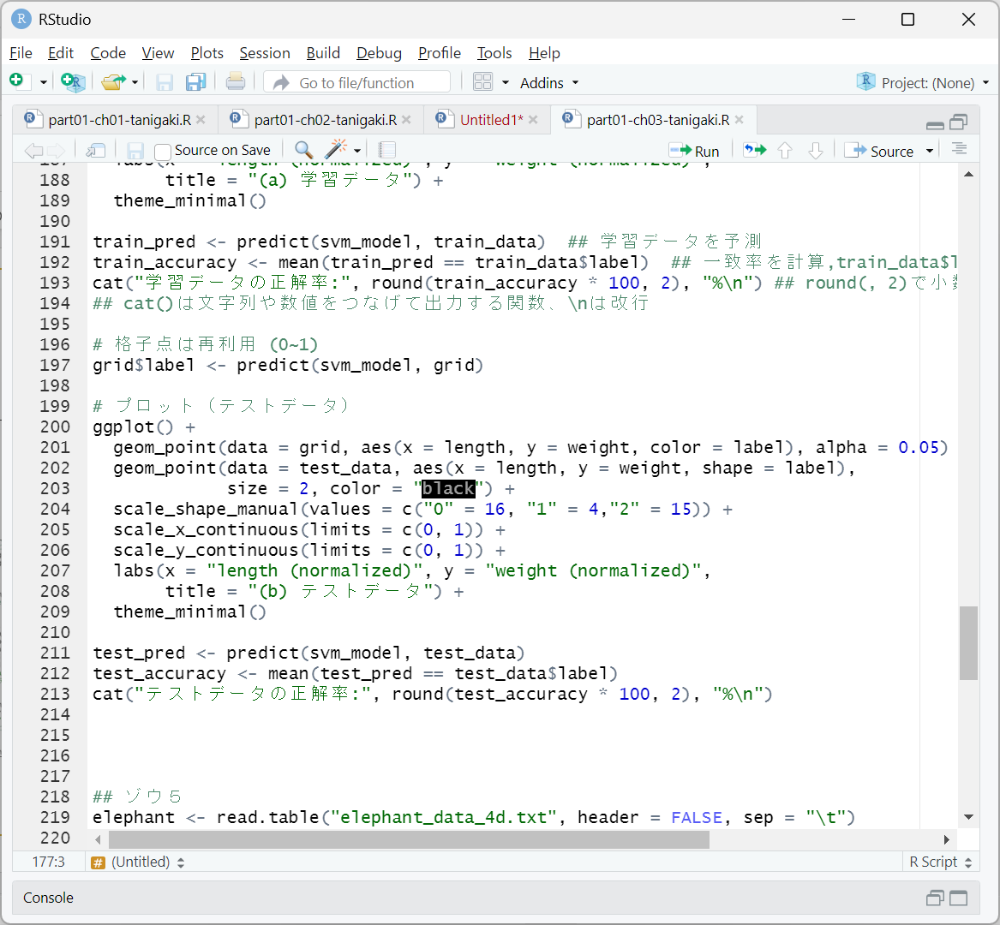 RStudio
File Edit Code View Plots Session Build Debug Profile Tools Help
Go to file/function Addins Project: (None)
part01-ch01-tanigaki.R part01-ch02-tanigaki.R Untitled1* part01-ch03-tanigaki.R
Source on Save Run Source
187 labs(x = "length (normalized)", y = "weight (normalized)",
188 title = "(a) 学習データ") +
189 theme_minimal()
190
191 train_pred <- predict(svm_model, train_data) ## 学習データを予測
192 train_accuracy <- mean(train_pred == train_data$label) ## 一致率を計算,train_data$l
193 cat("学習データの正解率:", round(train_accuracy * 100, 2), "%\n") ## round(, 2)で小数
194 ## cat()は文字列や数値をつなげて出力する関数、\nは改行
195
196 # 格子点は再利用 (0~1)
197 grid$label <- predict(svm_model, grid)
198
199 # プロット（テストデータ）
200 ggplot() +
201 geom_point(data = grid, aes(x = length, y = weight, color = label), alpha = 0.05)
202 geom_point(data = test_data, aes(x = length, y = weight, shape = label),
203 size = 2, color = "black") +
204 scale_shape_manual(values = c("0" = 16, "1" = 4,"2" = 15)) +
205 scale_x_continuous(limits = c(0, 1)) +
206 scale_y_continuous(limits = c(0, 1)) +
207 labs(x = "length (normalized)", y = "weight (normalized)",
208 title = "(b) テストデータ") +
209 theme_minimal()
210
211 test_pred <- predict(svm_model, test_data)
212 test_accuracy <- mean(test_pred == test_data$label)
213 cat("テストデータの正解率:", round(test_accuracy * 100, 2), "%\n")
214
215
216
217
218 ## ゾウ５
219 elephant <- read.table("elephant_data_4d.txt", header = FALSE, sep = "\t")
220
177:3 # (Untitled) R Script
Console